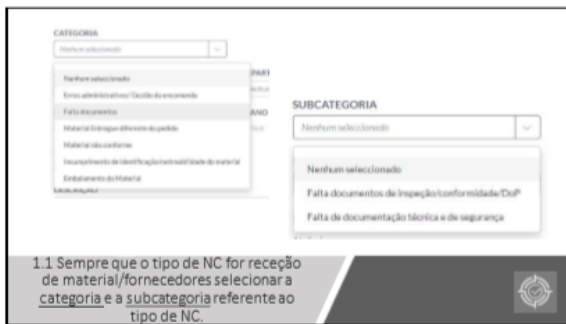 CATEGORIA
Nenhum seleccionado
Nenhum seleccionado
Erros administrativos/ Gestão da encomenda
Falta documentos
Material Entregue diferente do pedido
Material não conforme
Incumprimento de identificação/rastreabilidade do material
Embalamento do Material
DESCRIÇÃO
SUBCATEGORIA
Nenhum seleccionado
Nenhum seleccionado
Falta documentos de inspeção/conformidade/DoP
Falta de documentação técnica e de segurança
1.1 Sempre que o tipo de NC for receção
de material/fornecedores selecionar a
categoria e a subcategoria referente ao
tipo de NC.